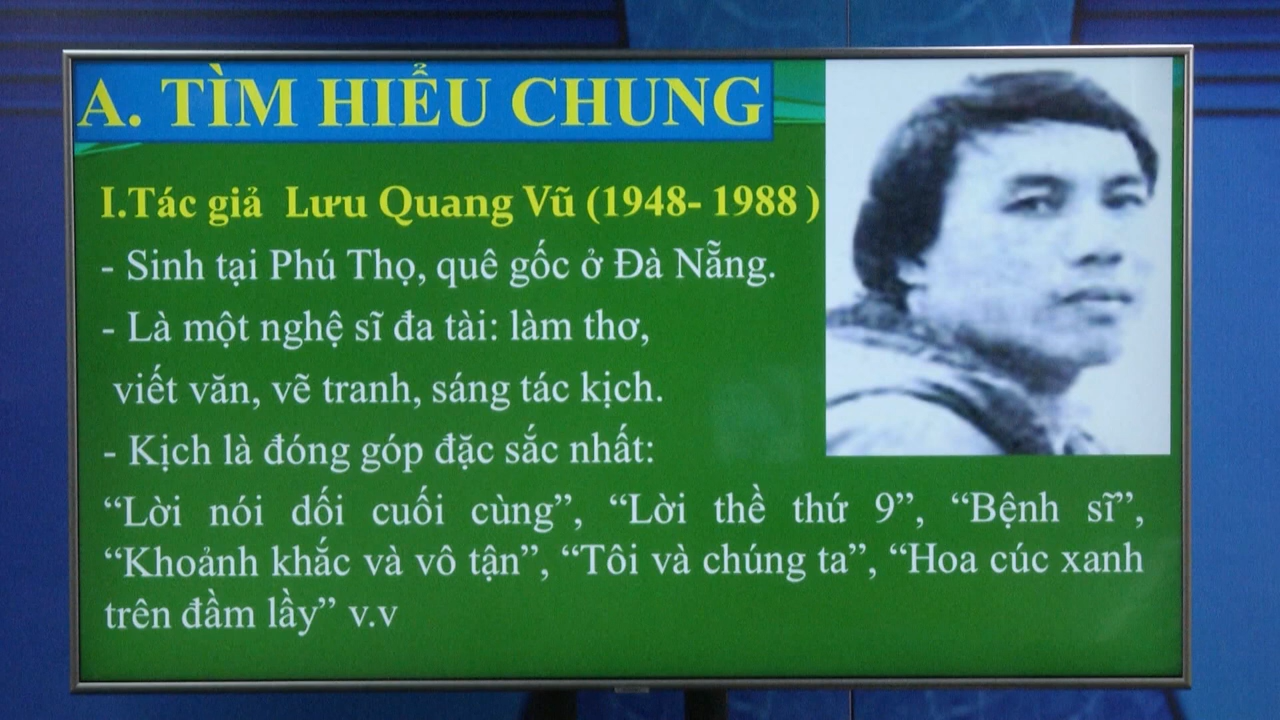 A. TÌM HIỂU CHUNG
I.Tác giả Lưu Quang Vũ (1948- 1988 )
- Sinh tại Phú Thọ, quê gốc ở Đà Nẵng.
- Là một nghệ sĩ đa tài: làm thơ,
viết văn, vẽ tranh, sáng tác kịch.
- Kịch là đóng góp đặc sắc nhất:
“Lời nói dối cuối cùng”, “Lời thề thứ 9”, “Bệnh sĩ”,
“Khoảnh khắc và vô tận”, “Tôi và chúng ta”, “Hoa cúc xanh
trên đầm lầy” v.v